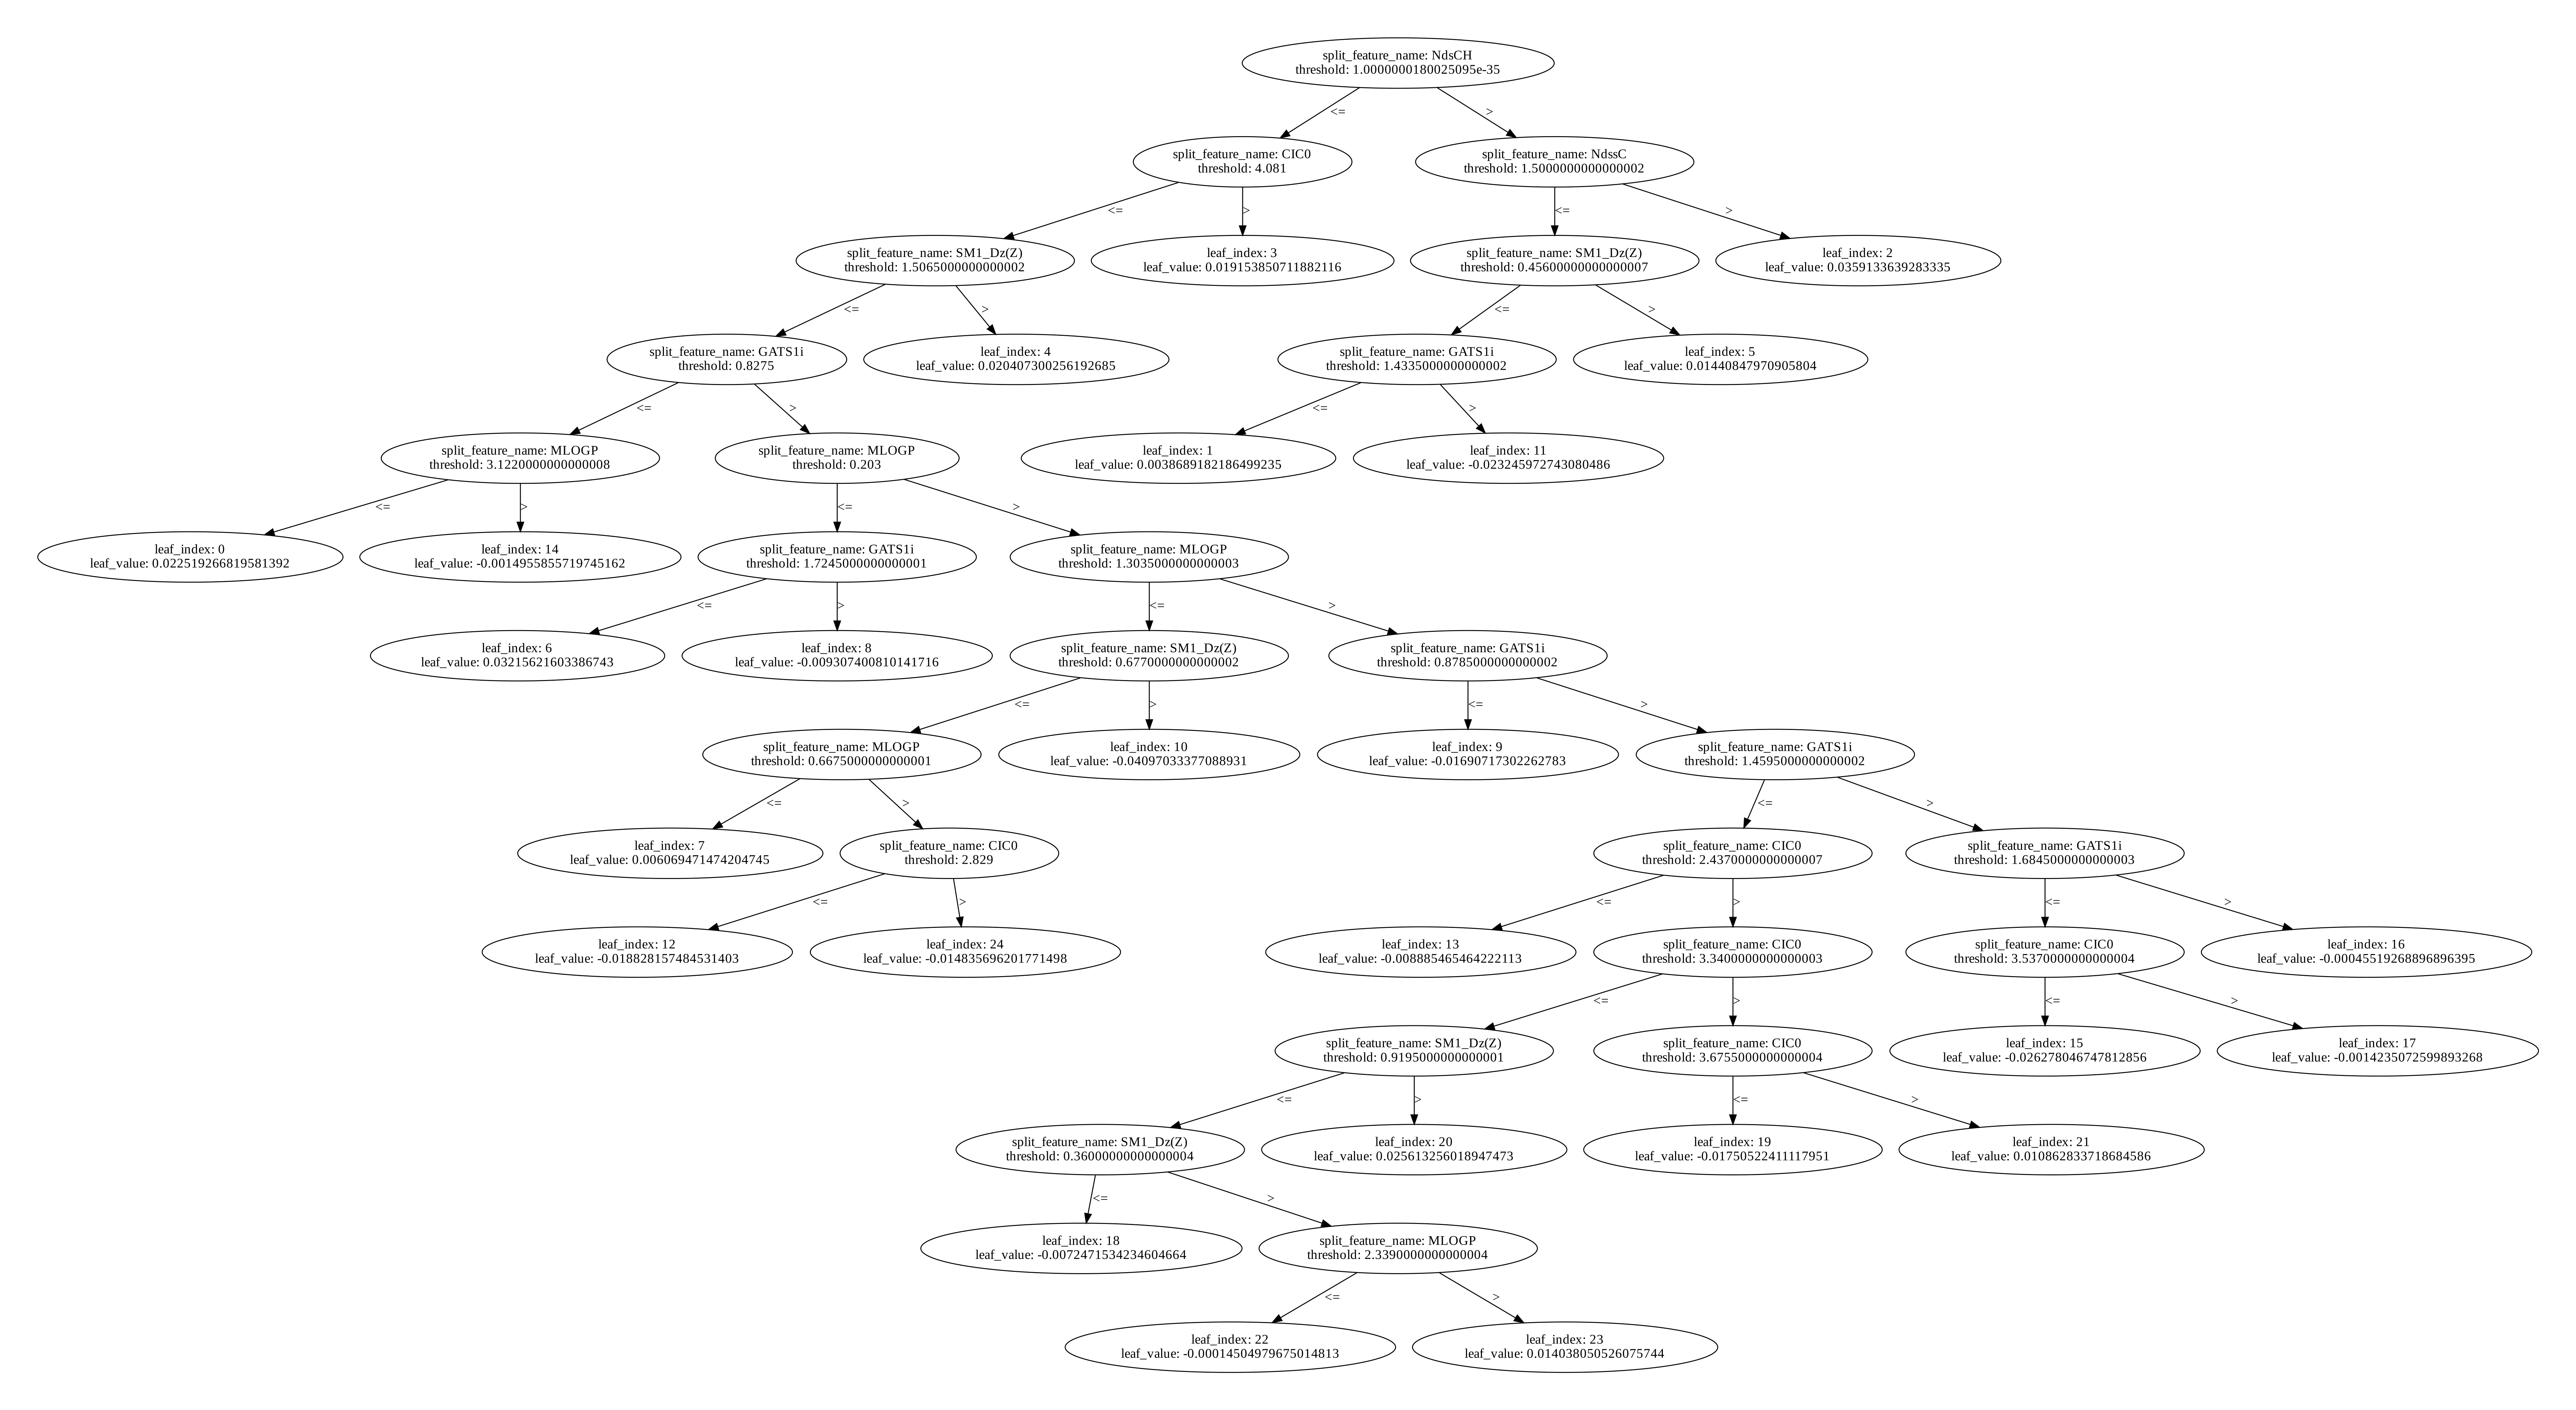 split_feature_name: NdsCH
threshold: 1.0000000180025095e-35
<=
>
split_feature_name: CIC0
threshold: 4.081
split_feature_name: NdssC
threshold: 1.5000000000000002
<=
>
<=
>
split_feature_name: SM1_Dz(Z)
threshold: 1.5065000000000002
leaf_index: 3
leaf_value: 0.019153850711882116
split_feature_name: SM1_Dz(Z)
threshold: 0.45600000000000007
leaf_index: 2
leaf_value: 0.0359133639283335
<=
>
<=
>
split_feature_name: GATS1i
threshold: 0.8275
leaf_index: 4
leaf_value: 0.020407300256192685
split_feature_name: GATS1i
threshold: 1.4335000000000002
leaf_index: 5
leaf_value: 0.01440847970905804
<=
>
<=
>
split_feature_name: MLOGP
threshold: 3.1220000000000008
split_feature_name: MLOGP
threshold: 0.203
leaf_index: 1
leaf_value: 0.0038689182186499235
leaf_index: 11
leaf_value: -0.023245972743080486
<=
>
<=
>
leaf_index: 0
leaf_value: 0.022519266819581392
leaf_index: 14
leaf_value: -0.0014955855719745162
split_feature_name: GATS1i
threshold: 1.7245000000000001
split_feature_name: MLOGP
threshold: 1.3035000000000003
<=
>
<=
>
leaf_index: 6
leaf_value: 0.03215621603386743
leaf_index: 8
leaf_value: -0.009307400810141716
split_feature_name: SM1_Dz(Z)
threshold: 0.6770000000000002
split_feature_name: GATS1i
threshold: 0.8785000000000002
<=
>
<=
>
split_feature_name: MLOGP
threshold: 0.6675000000000001
leaf_index: 10
leaf_value: -0.04097033377088931
leaf_index: 9
leaf_value: -0.01690717302262783
split_feature_name: GATS1i
threshold: 1.4595000000000002
<=
>
<=
>
leaf_index: 7
leaf_value: 0.006069471474204745
split_feature_name: CIC0
threshold: 2.829
split_feature_name: CIC0
threshold: 2.4370000000000007
split_feature_name: GATS1i
threshold: 1.6845000000000003
<=
>
<=
>
<=
>
leaf_index: 12
leaf_value: -0.018828157484531403
leaf_index: 24
leaf_value: -0.014835696201771498
leaf_index: 13
leaf_value: -0.008885465464222113
split_feature_name: CIC0
threshold: 3.3400000000000003
split_feature_name: CIC0
threshold: 3.5370000000000004
leaf_index: 16
leaf_value: -0.00045519268896896395
<=
>
<=
>
split_feature_name: SM1_Dz(Z)
threshold: 0.9195000000000001
split_feature_name: CIC0
threshold: 3.6755000000000004
leaf_index: 15
leaf_value: -0.026278046747812856
leaf_index: 17
leaf_value: -0.0014235072599893268
<=
>
<=
>
split_feature_name: SM1_Dz(Z)
threshold: 0.36000000000000004
leaf_index: 20
leaf_value: 0.025613256018947473
leaf_index: 19
leaf_value: -0.01750522411117951
leaf_index: 21
leaf_value: 0.010862833718684586
<=
>
leaf_index: 18
leaf_value: -0.0072471534234604664
split_feature_name: MLOGP
threshold: 2.3390000000000004
<=
>
leaf_index: 22
leaf_value: -0.00014504979675014813
leaf_index: 23
leaf_value: 0.014038050526075744